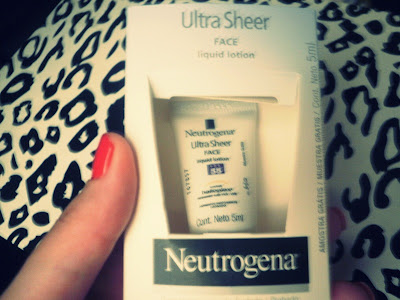 Ultra Sheer
FACE
liquid lotion
Neutrogena
Ultra Sheer
FACE
liquid lotion
Cont. Neto 5ml
Neutrogena
AMOSTRA GRÁTIS / MUESTRA GRATIS / Cont. Neto: 5ml